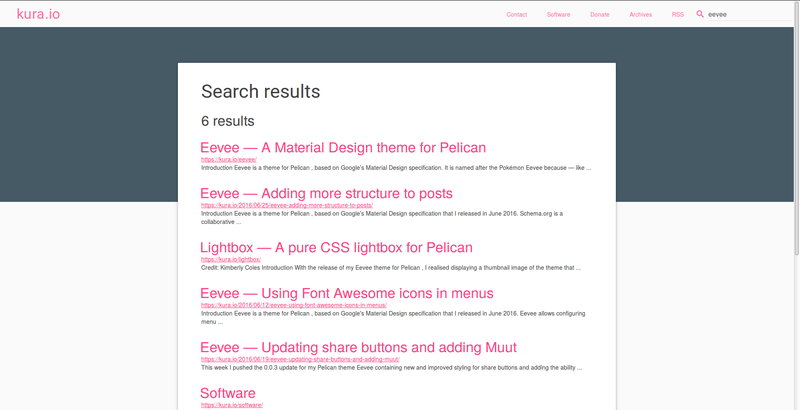 kura.io
Contact
Software
Donate
Archives
RSS
eevee
Search results
6 results
Eevee — A Material Design theme for Pelican
https://kura.io/eevee/
Introduction Eevee is a theme for Pelican , based on Google's Material Design specification. It is named after the Pokémon Eevee because — like ...
Eevee — Adding more structure to posts
https://kura.io/2016/06/25/eevee-adding-more-structure-to-posts/
Introduction Eevee is a theme for Pelican , based on Google's Material Design specification that I released in June 2016. Schema.org is a
collaborative ...
Lightbox — A pure CSS lightbox for Pelican
https://kura.io/lightbox/
Credit: Kimberly Coles Introduction With the release of my Eevee theme for Pelican , I realised displaying a thumbnail image of the theme that ...
Eevee — Using Font Awesome icons in menus
https://kura.io/2016/06/12/eevee-using-font-awesome-icons-in-menus/
Introduction Eevee is a theme for Pelican , based on Google's Material Design specification that I released in June 2016. Eevee allows configuring
menu ...
Eevee — Updating share buttons and adding Muut
https://kura.io/2016/06/19/eevee-updating-share-buttons-and-adding-muut/
This week I pushed the 0.0.3 update for my Pelican theme Eevee containing new and improved styling for share buttons and adding the ability ...
Software
https://kura.io/software/